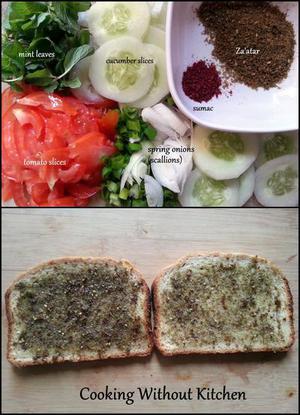 mint leaves
cucumber slices
Za'atar
sumac
tomato slices
spring onions
(scallions)
Cooking Without Kitchen